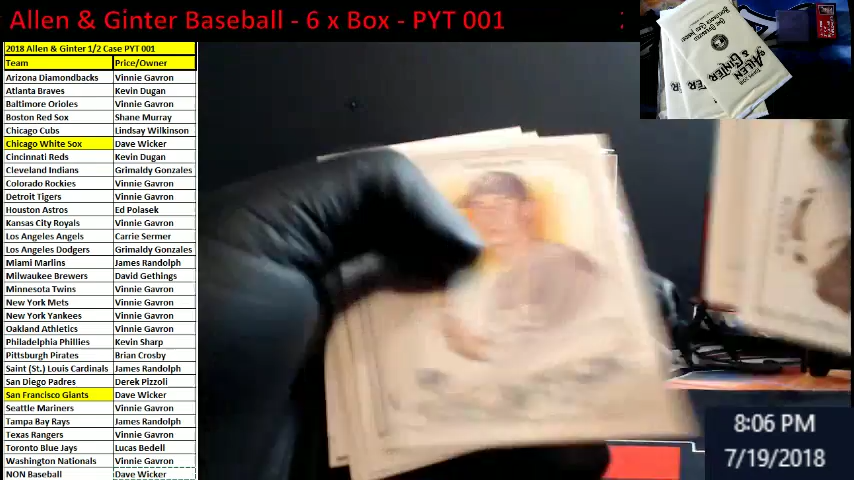 Allen & Ginter Baseball - 6 x Box - PYT 001
2018 Allen & Ginter 1/2 Case PYT 001
Team Price/Owner
Arizona Diamondbacks Vinnie Gavron
Atlanta Braves Kevin Dugan
Baltimore Orioles Vinnie Gavron
Boston Red Sox Shane Murray
Chicago Cubs Lindsay Wilkinson
Chicago White Sox Dave Wicker
Cincinnati Reds Kevin Dugan
Cleveland Indians Grimaldy Gonzales
Colorado Rockies Vinnie Gavron
Detroit Tigers Vinnie Gavron
Houston Astros Ed Polasek
Kansas City Royals Vinnie Gavron
Los Angeles Angels Carrie Sermer
Los Angeles Dodgers Grimaldy Gonzales
Miami Marlins James Randolph
Milwaukee Brewers David Gethings
Minnesota Twins Vinnie Gavron
New York Mets Vinnie Gavron
New York Yankees Vinnie Gavron
Oakland Athletics Vinnie Gavron
Philadelphia Phillies Kevin Sharp
Pittsburgh Pirates Brian Crosby
Saint (St.) Louis Cardinals James Randolph
San Diego Padres Derek Pizzoli
San Francisco Giants Dave Wicker
Seattle Mariners Vinnie Gavron
Tampa Bay Rays James Randolph
Texas Rangers Vinnie Gavron
Toronto Blue Jays Lucas Bedell
Washington Nationals Vinnie Gavron
NON Baseball Dave Wicker
ALLEN & GINTER
8:06 PM
7/19/2018